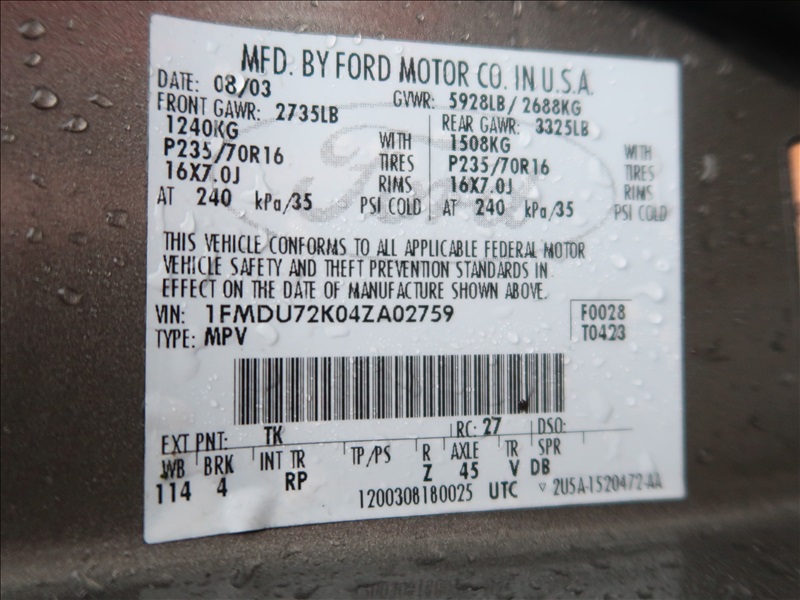 MFD. BY FORD MOTOR CO. IN U.S.A.
DATE: 08/03 GVWR: 5928LB/2688KG
FRONT GAWR: 2735LB REAR GAWR: 3325LB
1240KG WITH 1508KG WITH
P235/70R16 TIRES P235/70R16 TIRES
16X7.0J RIMS 16X7.0J RIMS
AT 240 kPa/35 PSI COLD AT 240 kPa/35 PSI COLD
Ford
THIS VEHICLE CONFORMS TO ALL APPLICABLE FEDERAL MOTOR
VEHICLE SAFETY AND THEFT PREVENTION STANDARDS IN
EFFECT ON THE DATE OF MANUFACTURE SHOWN ABOVE.
VIN: 1FMDU72K04ZA02759 F0028
TYPE: MPV T0423
EXT PNT: TK RC: 27 DSO:
WB BRK INT TR TP/PS R AXLE TR SPR
114 4 RP Z 45 V DB
1200308180025 UTC ▽ 2U5A-1520472-AA